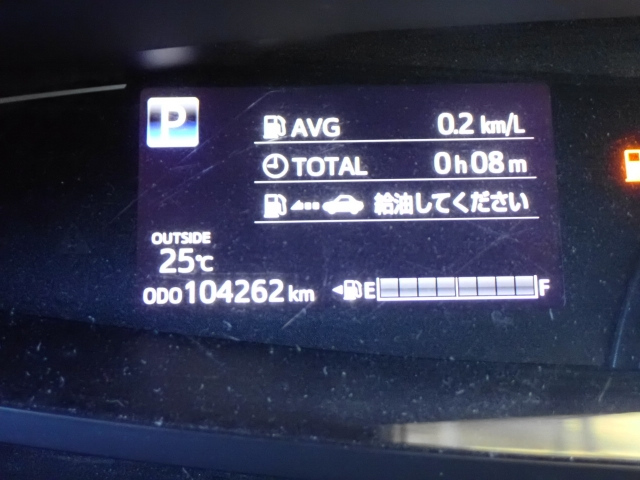 P
AVG 0.2 km/L
TOTAL 0h08m
給油してください
OUTSIDE
25℃
ODO104262km
E F